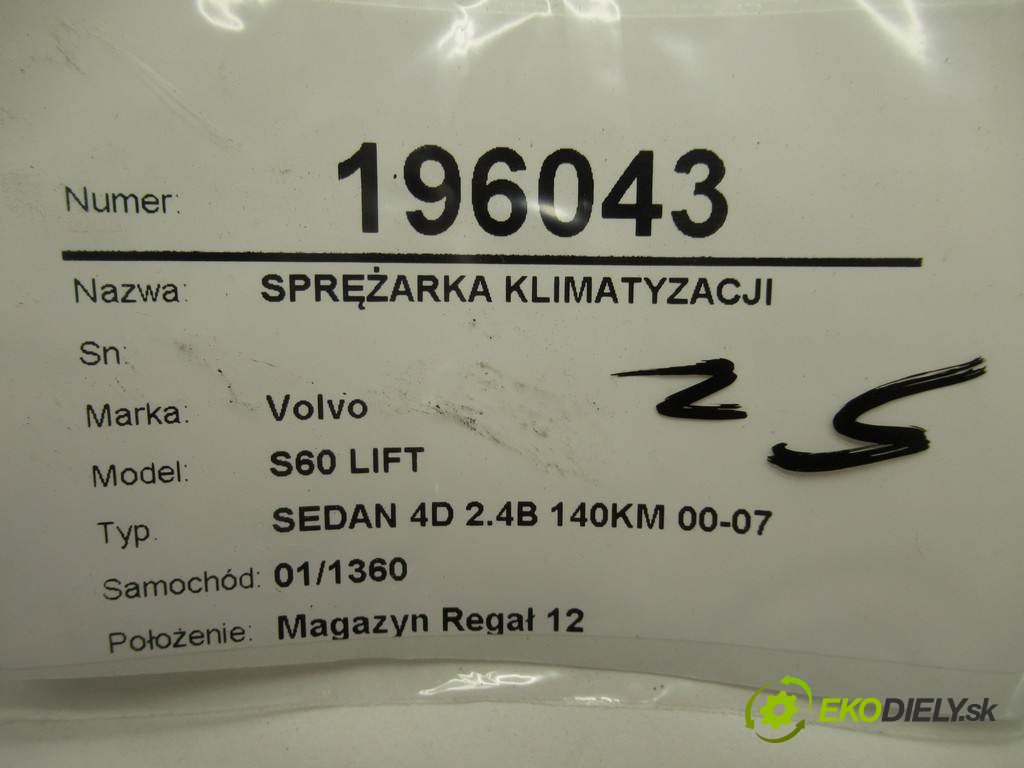 Numer: 196043
Nazwa: SPRĘŻARKA KLIMATYZACJI
Sn:
Marka: Volvo
Model: S60 LIFT
Typ. SEDAN 4D 2.4B 140KM 00-07
Samochód: 01/1360
Położenie: Magazyn Regał 12
EKODIELY.sk